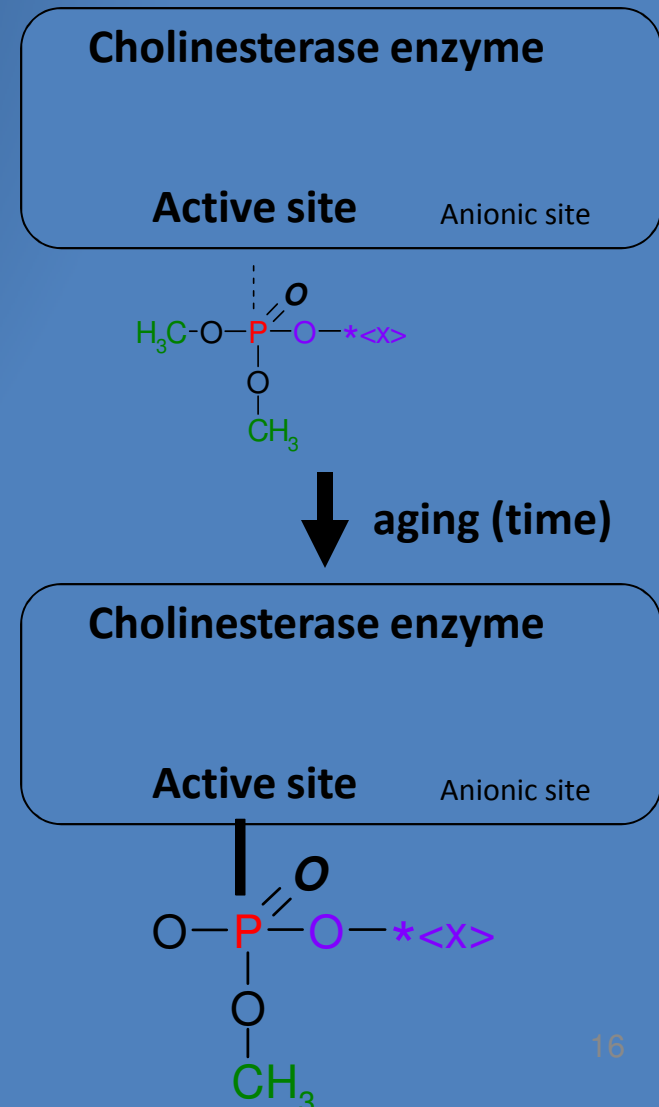 Cholinesterase enzyme
Active site Anionic site
O
H3C-O-P-O-*<x>
O
CH3
aging (time)
Cholinesterase enzyme
Active site Anionic site
O
O-P-O-*<x>
O
CH3
16